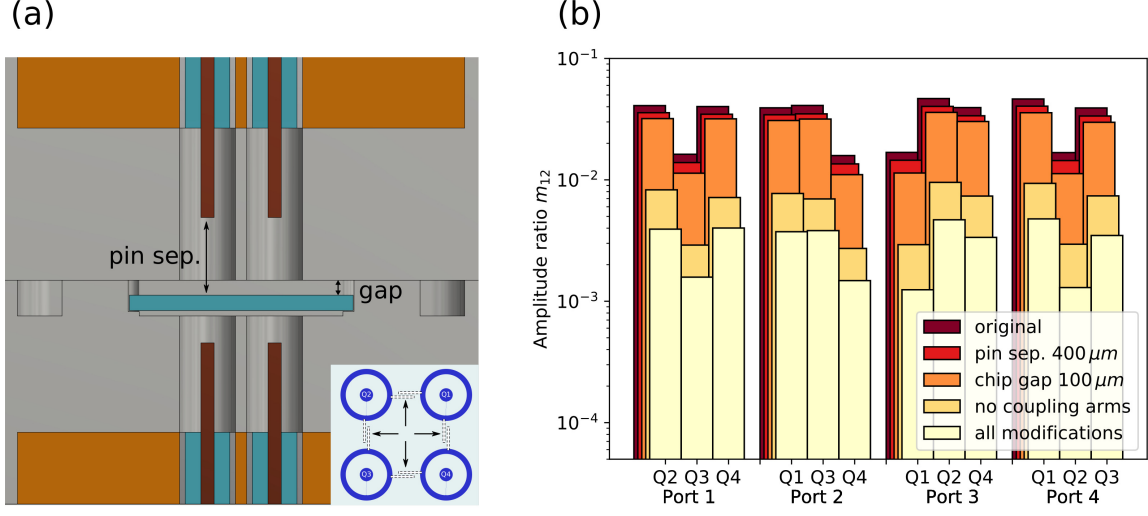 (a)
pin sep.
gap
Q2 Q1
Q3 Q4
(b)
Amplitude ratio m₁₂
10⁻¹
10⁻²
10⁻³
10⁻⁴
original
pin sep. 400 μm
chip gap 100 μm
no coupling arms
all modifications
Q2 Q3 Q4 Q1 Q3 Q4 Q1 Q2 Q4 Q1 Q2 Q3
Port 1 Port 2 Port 3 Port 4